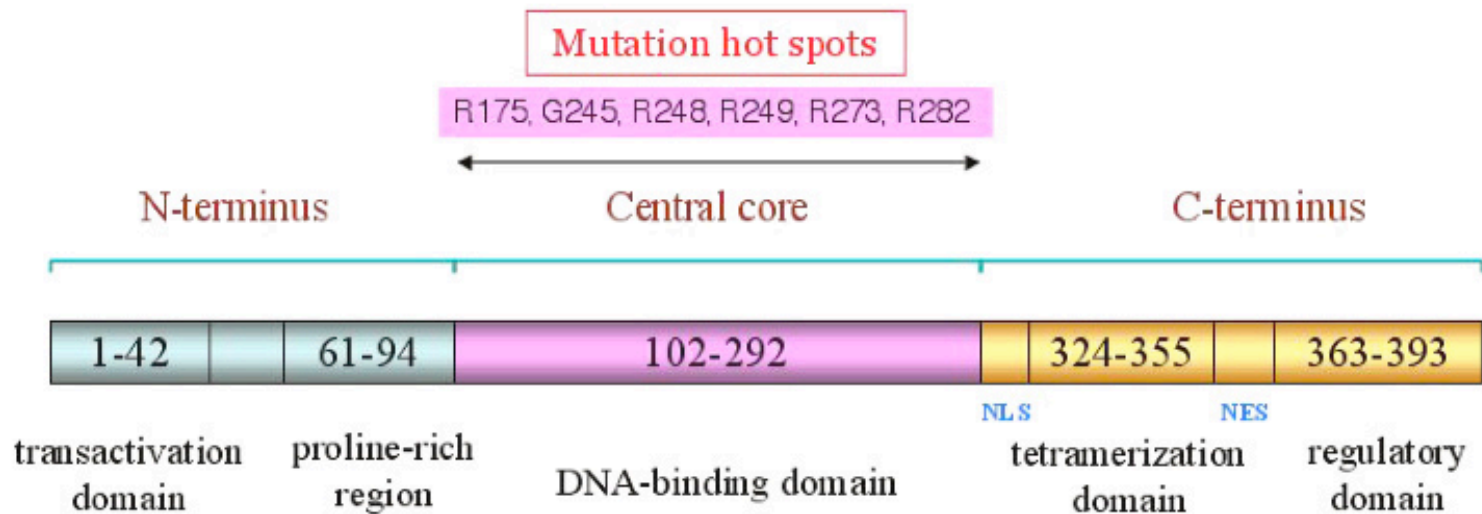 Mutation hot spots
R175, G245, R248, R249, R273, R282
N-terminus
Central core
C-terminus
1-42
61-94
102-292
324-355
363-393
NLS
NES
transactivation
domain
proline-rich
region
DNA-binding domain
tetramerization
domain
regulatory
domain